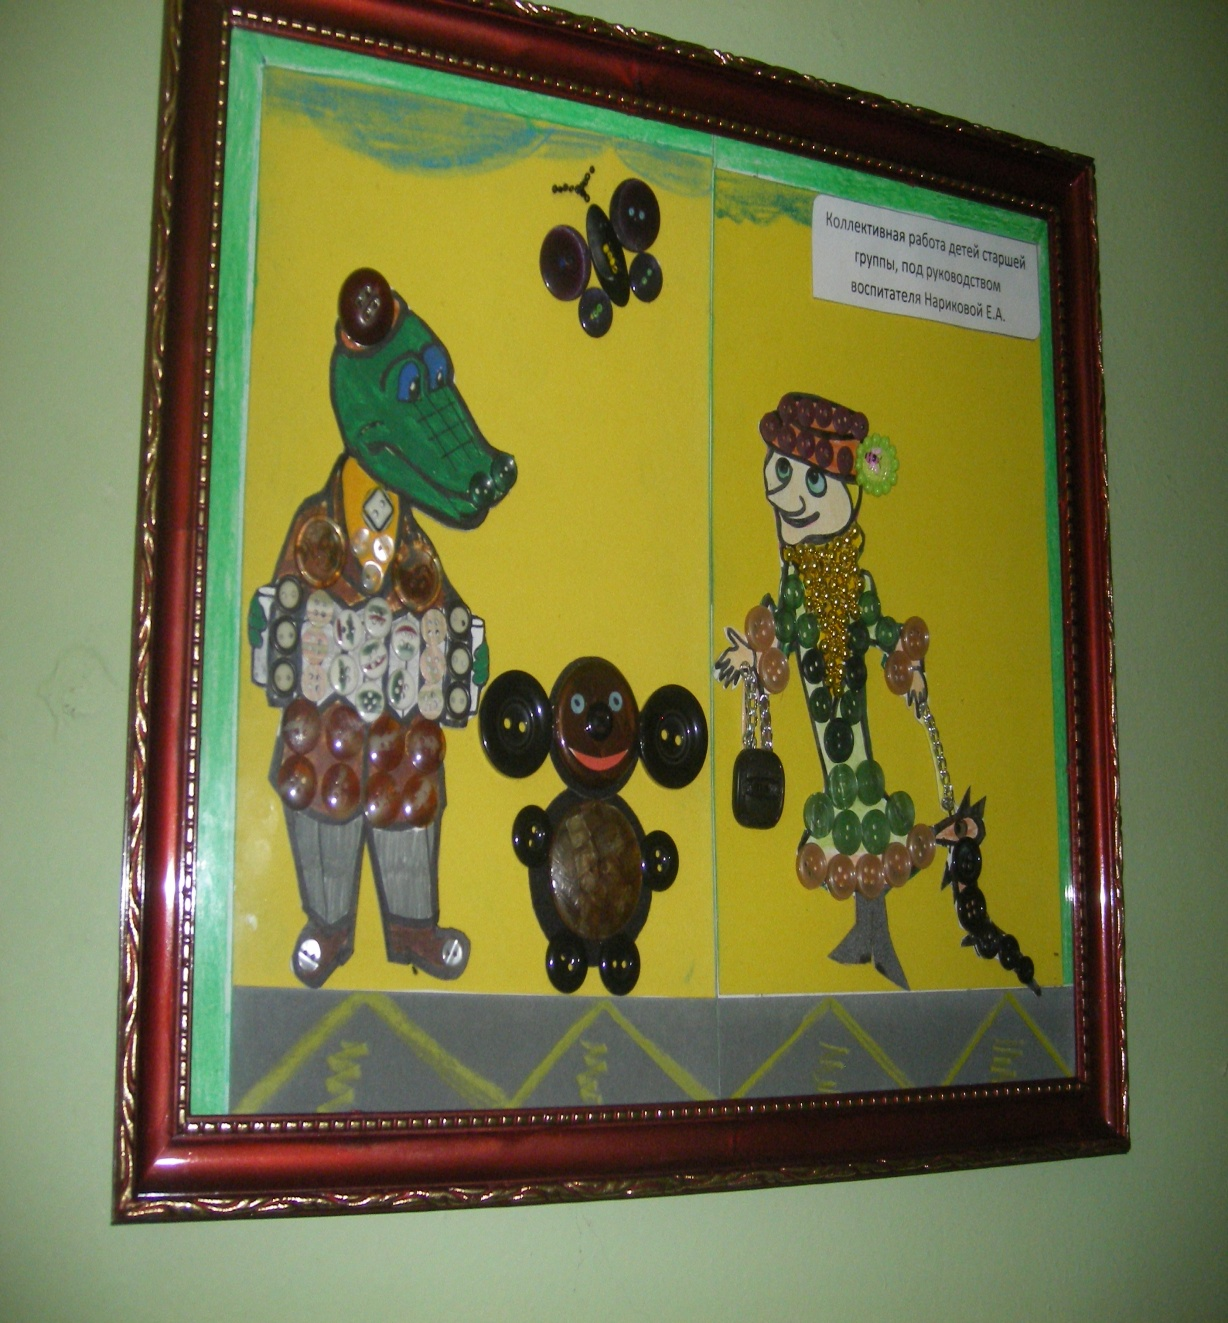 Коллективная работа детей старшей
группы, под руководством
воспитателя Нариковой Е.А.